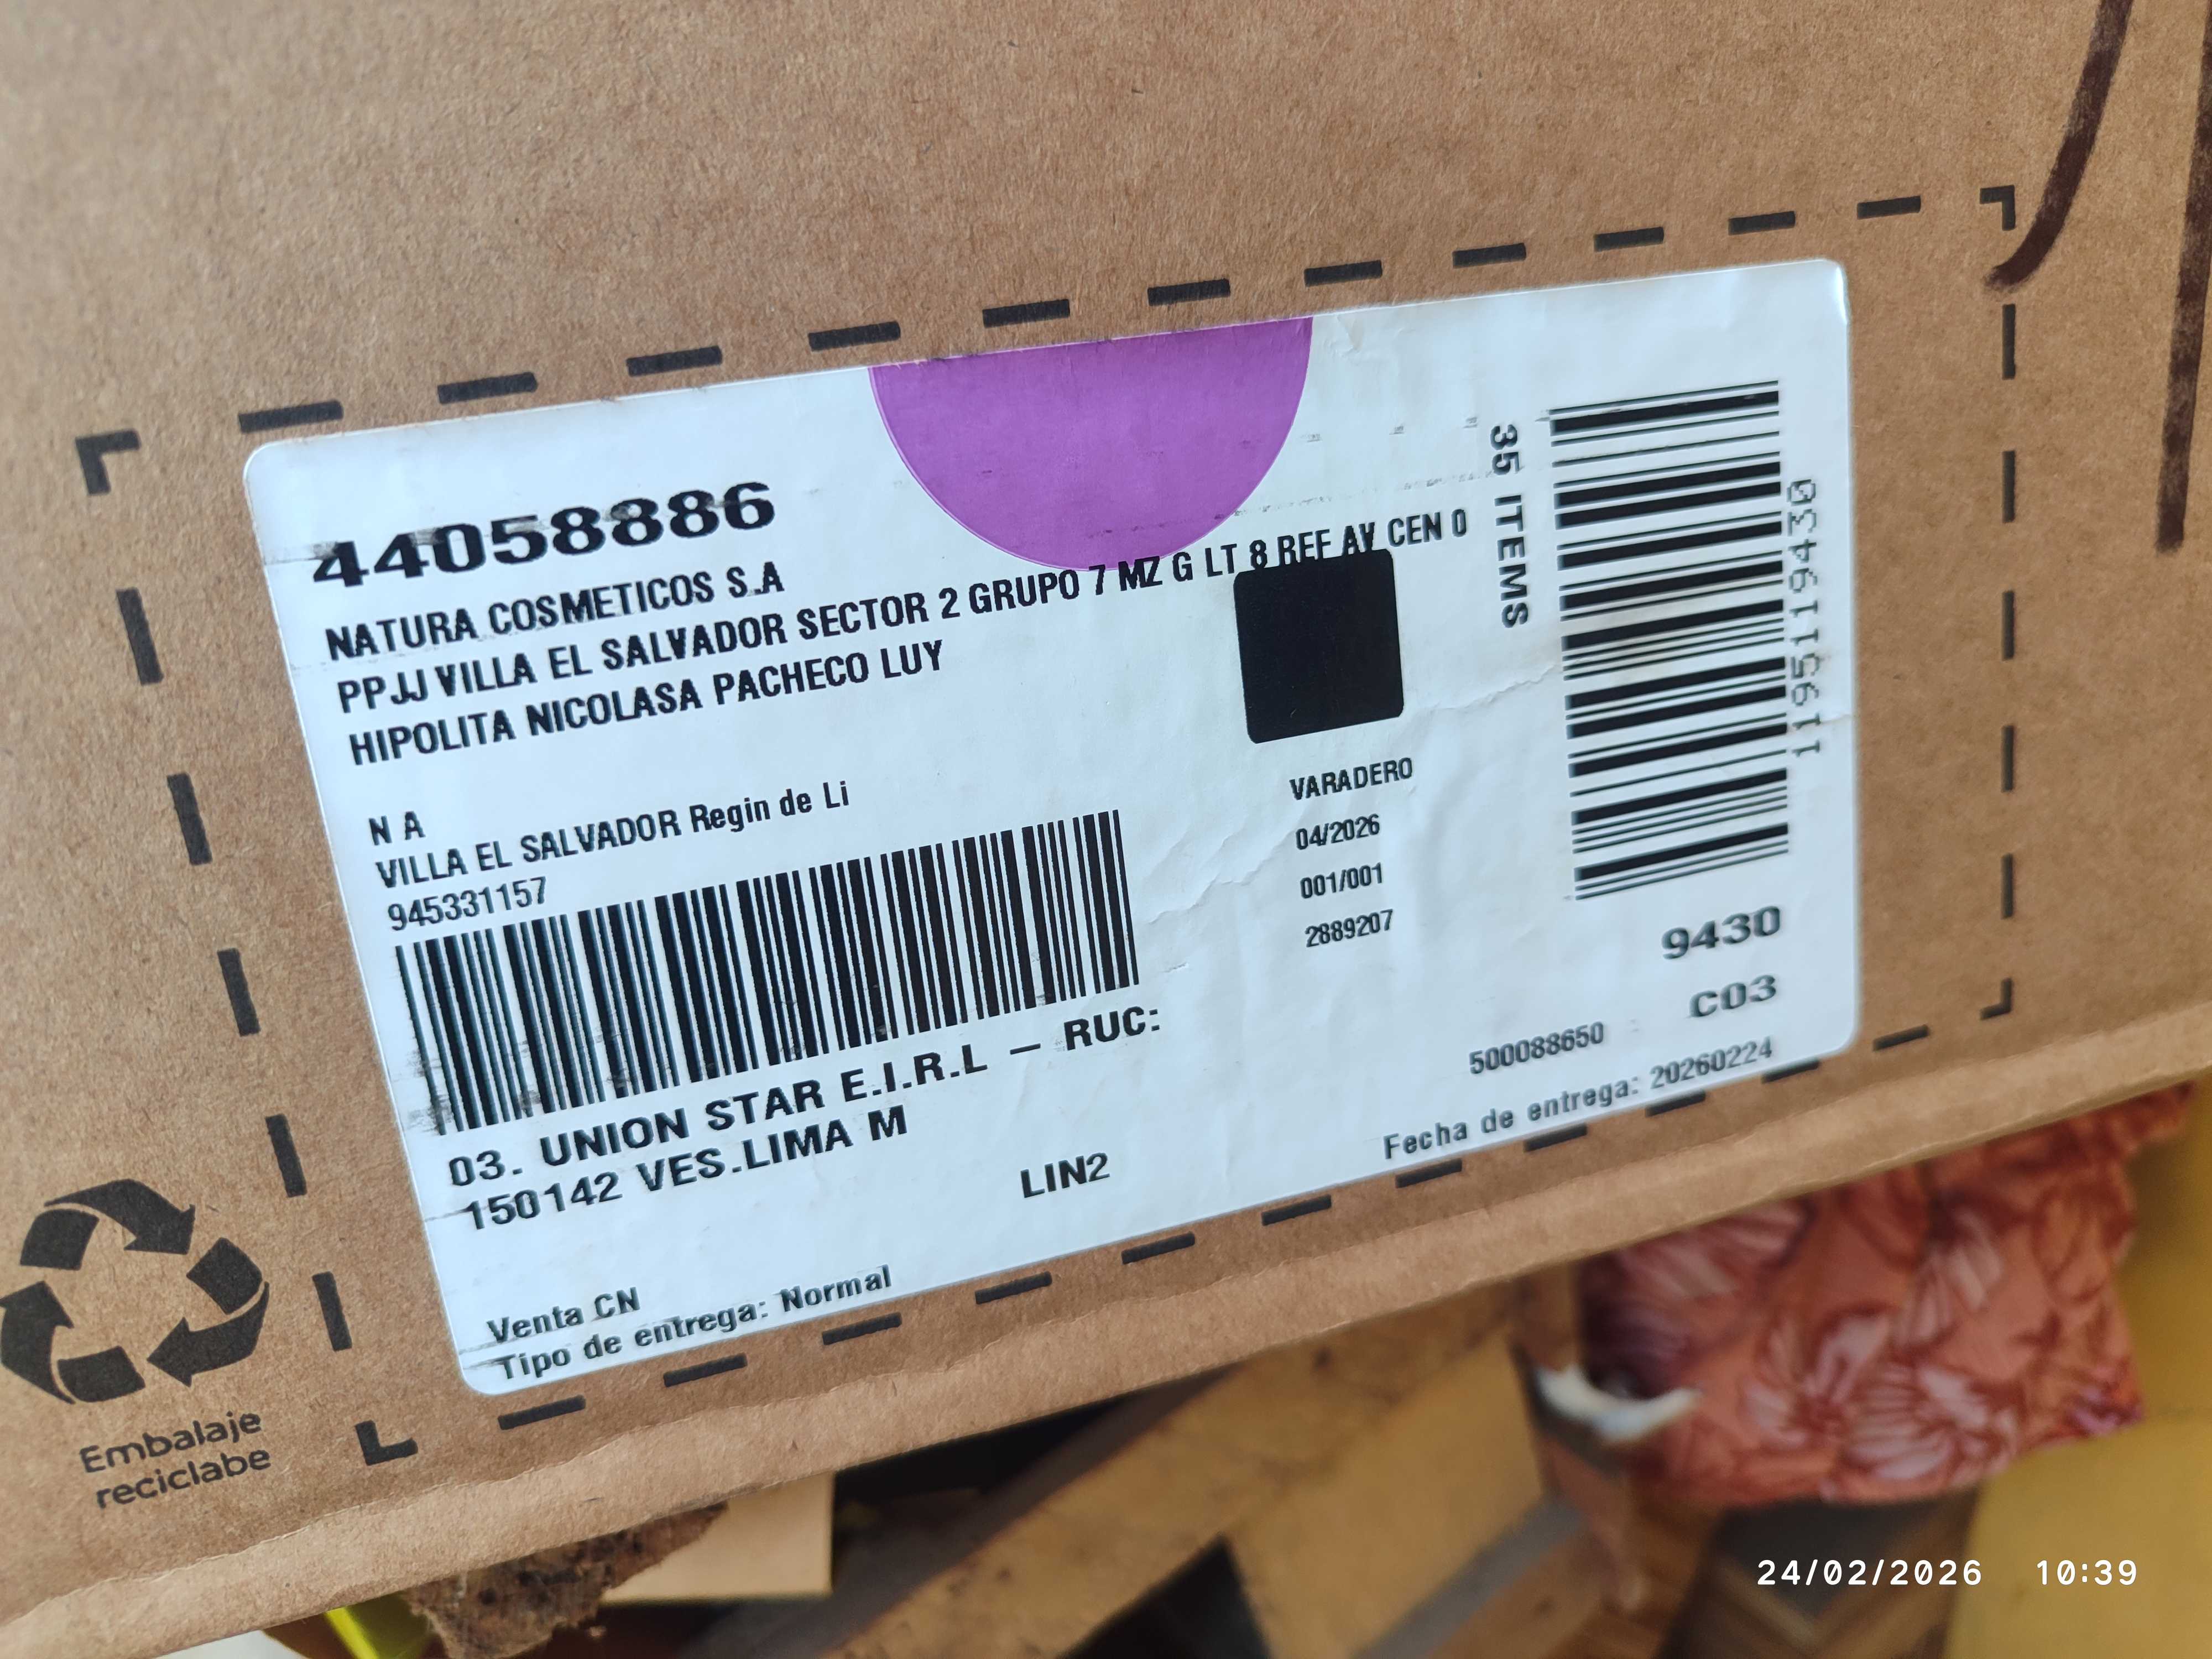 44058886
NATURA COSMETICOS S.A
PPJJ VILLA EL SALVADOR SECTOR 2 GRUPO 7 MZ G LT 8 REF AV CEN 0
HIPOLITA NICOLASA PACHECO LUY
N A
VILLA EL SALVADOR Regin de Li
945331157
03. UNION STAR E.I.R.L – RUC:
150142 VES.LIMA M
LIN2
Venta CN
Tipo de entrega: Normal
VARADERO
04/2026
001/001
2889207
35 ITEMS
1195119430
9430
C03
500088650
Fecha de entrega: 20260224
Embalaje
reciclabe
24/02/2026 10:39